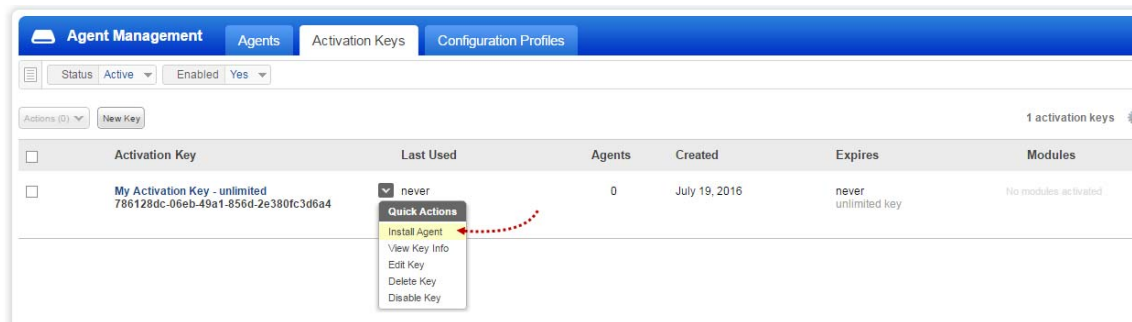 Agent Management Agents Activation Keys Configuration Profiles
Status Active Enabled Yes
Actions (0) New Key 1 activation keys
Activation Key Last Used Agents Created Expires Modules
My Activation Key - unlimited never 0 July 19, 2016 never No modules activated
786128dc-06eb-49a1-856d-2e380fc3d6a4 unlimited key
Quick Actions
Install Agent
View Key Info
Edit Key
Delete Key
Disable Key